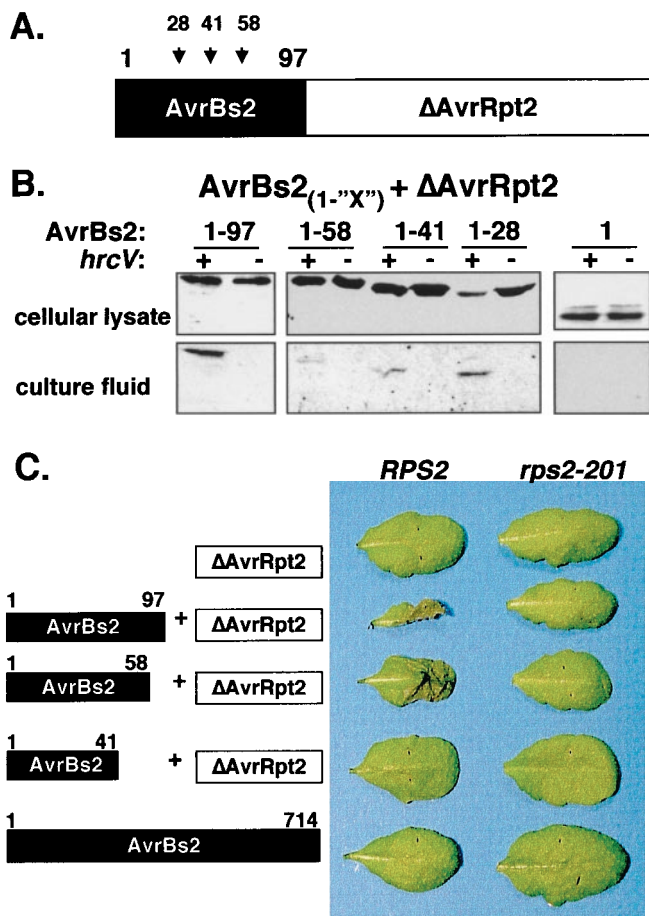 A.
28 41 58
1 97
AvrBs2 ΔAvrRpt2
B. AvrBs2(1-"X") + ΔAvrRpt2
AvrBs2: 1-97 1-58 1-41 1-28 1
hrcV: + - + - + - + - + -
cellular lysate
culture fluid
C. RPS2 rps2-201
ΔAvrRpt2
1 97
AvrBs2 + ΔAvrRpt2
1 58
AvrBs2 + ΔAvrRpt2
1 41
AvrBs2 + ΔAvrRpt2
1 714
AvrBs2